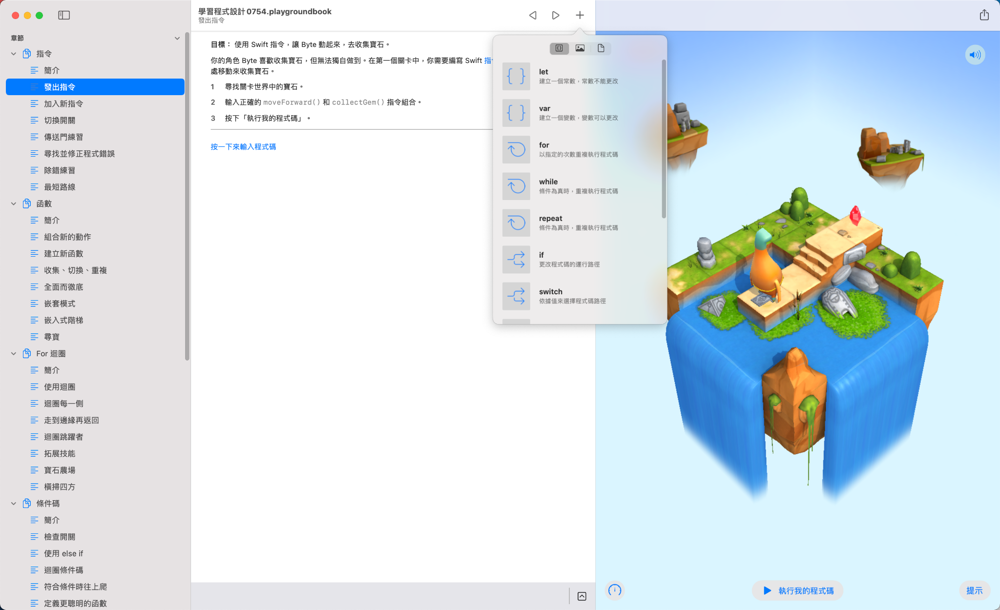 學習程式設計 0754.playgroundbook
發出指令
章節
指令
簡介
發出指令
加入新指令
切換開關
傳送門練習
尋找並修正程式錯誤
除錯練習
最短路線
函數
簡介
組合新的動作
建立新函數
收集、切換、重複
全面而徹底
嵌套模式
嵌入式階梯
尋寶
For 迴圈
簡介
使用迴圈
迴圈每一側
走到邊緣再返回
迴圈跳躍者
拓展技能
寶石農場
橫掃四方
條件碼
簡介
檢查開關
使用 else if
迴圈條件碼
符合條件時往上爬
定義更聰明的函數
目標： 使用 Swift 指令，讓 Byte 動起來，去收集寶石。
你的角色 Byte 喜歡收集寶石，但無法獨自做到。在第一個關卡中，你需要編寫 Swift 指
處移動來收集寶石。
1 尋找關卡世界中的寶石。
2 輸入正確的 moveForward() 和 collectGem() 指令組合。
3 按下「執行我的程式碼」。
按一下來輸入程式碼
let
建立一個常數，常數不能更改
var
建立一個變數，變數可以更改
for
以指定的次數重複執行程式碼
while
條件為真時，重複執行程式碼
repeat
條件為真時，重複執行程式碼
if
更改程式碼的運行路徑
switch
依據值來選擇程式碼路徑
執行我的程式碼
提示